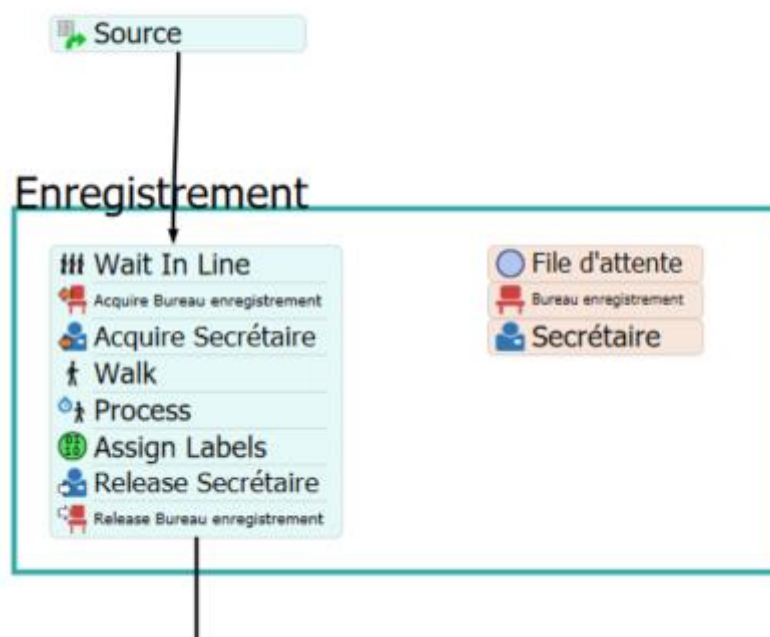 Source
Enregistrement
Wait In Line
Acquire Bureau enregistrement
Acquire Secrétaire
Walk
Process
Assign Labels
Release Secrétaire
Release Bureau enregistrement
File d'attente
Bureau enregistrement
Secrétaire